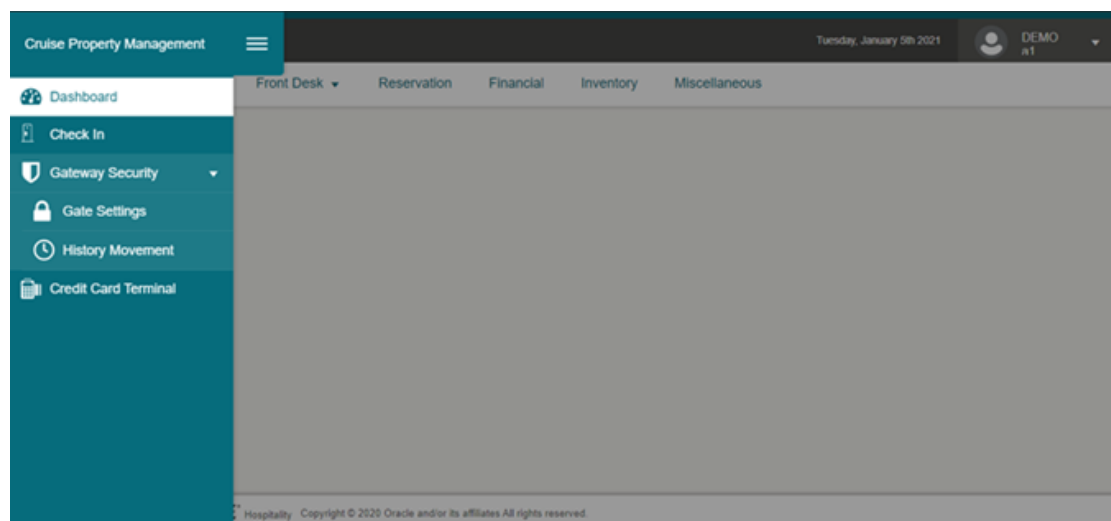 Cruise Property Management
Tuesday, January 5th 2021
DEMO
n1
Front Desk Reservation Financial Inventory Miscellaneous
Dashboard
Check In
Gateway Security
Gate Settings
History Movement
Credit Card Terminal
Hospitality Copyright © 2020 Oracle and/or its affiliates All rights reserved.